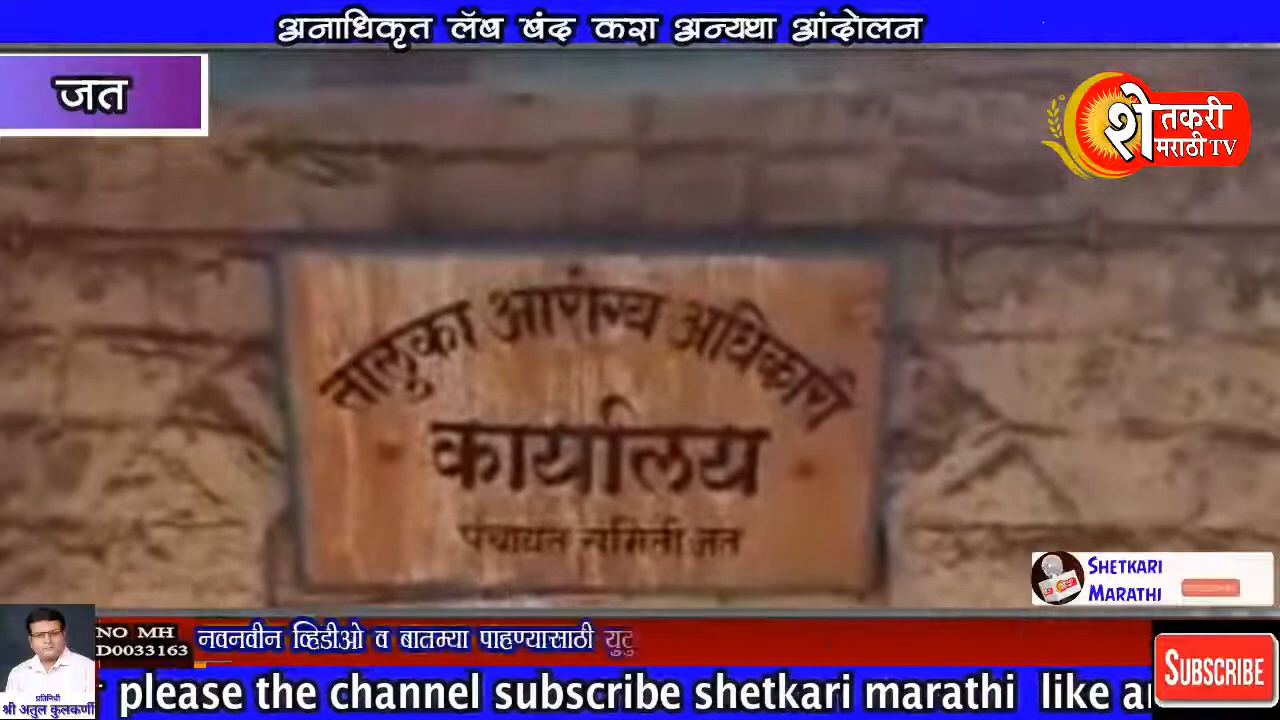 अनाधिकृत लॅब बंद करा अन्यथा आंदोलन
जत
शेतकरी
मराठी TV
तालुका आरोग्य अधिकारी
कार्यालय
पंचायत समिती जत
SHETKARI
MARATHI
NO MH
D0033163
नवनवीन व्हिडीओ व बातम्या पाहण्यासाठी युटु
please the channel subscribe shetkari marathi like a
SUBSCRIBE
प्रतिनिधी
श्री अतुल कुलकर्णी